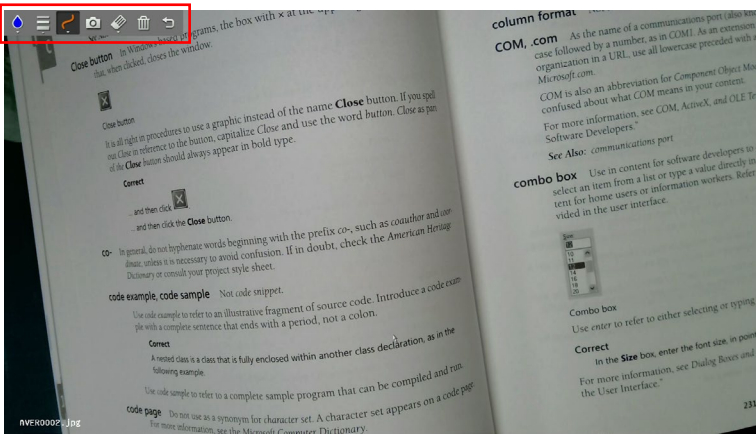 Close button In Windows-based programs, the box with × at the
that, when clicked, closes the window.
Close button
It is all right in procedures to use a graphic instead of the name Close button. If you spell
out Close in reference to the button, capitalize Close and use the word button. Close as part
of the Close button should always appear in bold type.
Correct
... and then click
... and then click the Close button.
co- In general, do not hyphenate words beginning with the prefix co-, such as coauthor and coor-
dinate, unless it is necessary to avoid confusion. If in doubt, check the American Heritage
Dictionary or consult your project style sheet.
code example, code sample Not code snippet.
Use code example to refer to an illustrative fragment of source code. Introduce a code exam-
ple with a complete sentence that ends with a period, not a colon.
Correct
A nested class is a class that is fully enclosed within another class declaration, as in the
following example.
Use code sample to refer to a complete sample program that can be compiled and run.
code page Do not use as a synonym for character set. A character set appears on a code page.
For more information, see the Microsoft Computer Dictionary.
NVER0002.jpg
column format
COM, .com As the name of a communications port (also
case followed by a number, as in COM1. As an extension
organization in a URL, use all lowercase preceded with a
Microsoft.com.
COM is also an abbreviation for Component Object
confused about what COM means in your content.
For more information, see COM, ActiveX, and OLE
Software Developers."
See Also: communications port
combo box Use in content for software developers to
select an item from a list or type a value directly in
tent for home users or information workers. Refer
vided in the user interface.
Size
10
11
12
14
16
18
20
Combo box
Use enter to refer to either selecting or typing
Correct
In the Size box, enter the font size, in
For more information, see Dialog Boxes and
the User Interface."
231